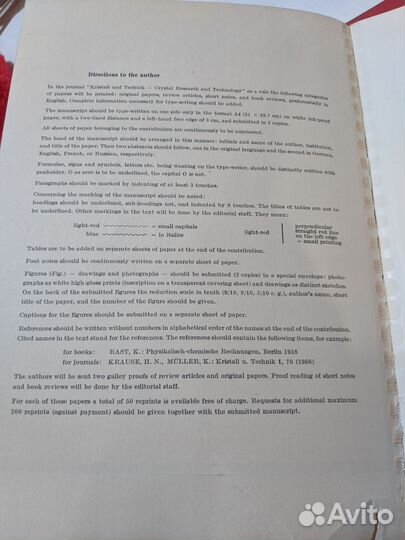 Directions to the author
In the journal "Kristall und Technik – Crystal Research and Technology" as a rule the following categories
of papers will be printed: original papers, review articles, short notes, and book reviews, preferentially in
English. Complete information necessary for type-setting should be added.
The manuscript should be type-written on one side only in the format A4 (21 × 29.7 cm) on white ink-proof
paper, with a two-fixed distance and a left-hand free edge of 3 cm, and submitted in 2 copies.
All sheets of paper belonging to the contribution are continuously to be numbered.
The head of the manuscript should be arranged in this manner: initials and name of the author, institution,
and title of the paper. Then two abstracts should follow, one in the original language and the second in German,
English, French, or Russian, respectively.
Formulae, signs and symbols, letters etc. being wanting on the type-writer, should be distinctly written with
penholder. O as zero is to be underlined, the capital O is not.
Paragraphs should be marked by indenting of at least 3 touches.
Concerning the marking of the manuscript should be noted:
headings should be underlined, sub-headings not, and indented by 9 touches. The titles of tables are not to
be underlined. Other markings in the text will be done by the editorial staff. They mean:
light-red = small capitals
blue = in italics
light-red
perpendicular
straight red line
on the left edge
= small printing
Tables are to be added on separate sheets of paper at the end of the contribution.
Foot notes should be continuously written on a separate sheet of paper.
Figures (Fig.) – drawings and photographs – should be submitted (2 copies) in a special envelope: photo-
graphs as white high-gloss prints (inscription on a transparent covering sheet) and drawings as distinct sketches.
On the back of the submitted figures the reduction scale in tenth (9/10, 8/10, 5/10 e. g.), author's name, short
title of the paper, and the number of the figure should be given.
Captions for the figures should be submitted on a separate sheet of paper.
References should be written without numbers in alphabetical order of the names at the end of the contribution.
Cited names in the text stand for the references. The references should contain the following items, for example:
for books: RAST, K.: Physikalisch-chemische Rechnungen, Berlin 1958
for journals: KRAUSE, H. N., MÜLLER, K.: Kristall u. Technik 1, 70 (1966)
The authors will be sent two galley proofs of review articles and original papers. Proof reading of short notes
and book reviews will be done by the editorial staff.
For each of these papers a total of 50 reprints is available free of charge. Requests for additional maximum
200 reprints (against payment) should be given together with the submitted manuscript.
Avito